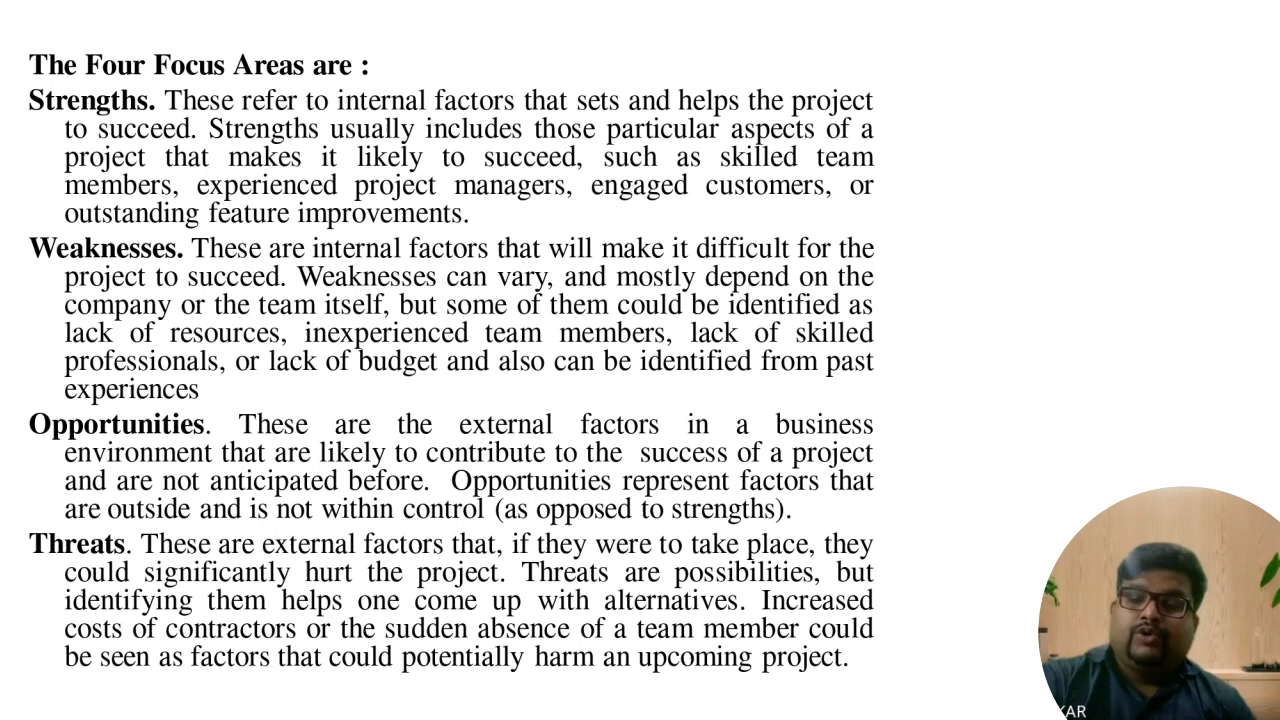 The Four Focus Areas are :
Strengths. These refer to internal factors that sets and helps the project
to succeed. Strengths usually includes those particular aspects of a
project that makes it likely to succeed, such as skilled team
members, experienced project managers, engaged customers, or
outstanding feature improvements.
Weaknesses. These are internal factors that will make it difficult for the
project to succeed. Weaknesses can vary, and mostly depend on the
company or the team itself, but some of them could be identified as
lack of resources, inexperienced team members, lack of skilled
professionals, or lack of budget and also can be identified from past
experiences
Opportunities. These are the external factors in a business
environment that are likely to contribute to the success of a project
and are not anticipated before. Opportunities represent factors that
are outside and is not within control (as opposed to strengths).
Threats. These are external factors that, if they were to take place, they
could significantly hurt the project. Threats are possibilities, but
identifying them helps one come up with alternatives. Increased
costs of contractors or the sudden absence of a team member could
be seen as factors that could potentially harm an upcoming project.